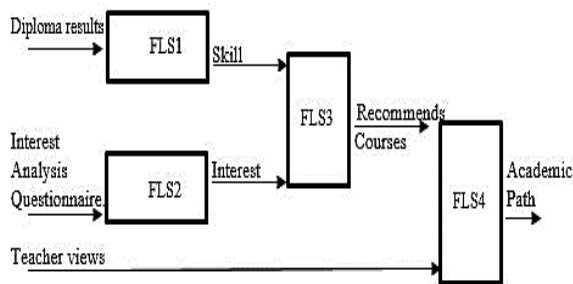 Diploma results
FLS1
Skill
FLS3
Recommends
Courses
Interest
Analysis
Questionnaire.
FLS2
Interest
FLS4
Academic
Path
Teacher views